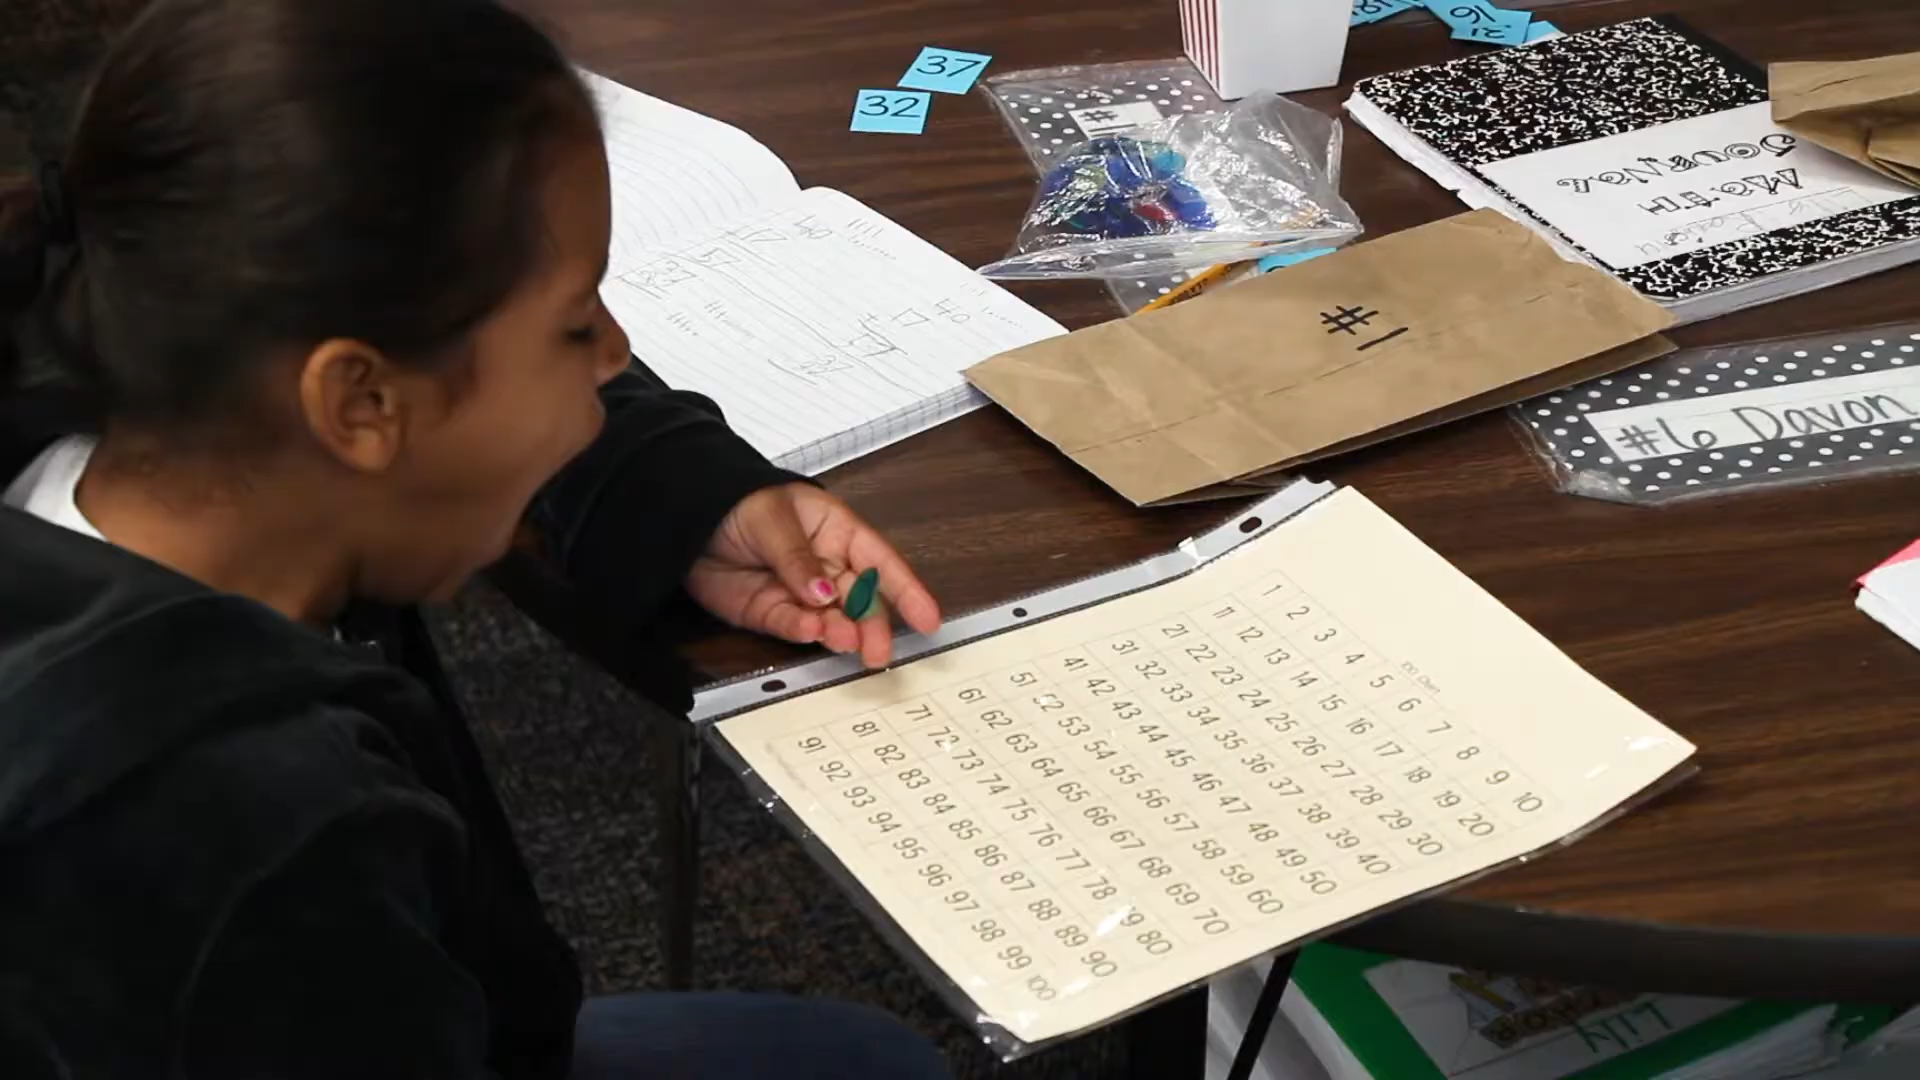 37
32
16
21
#1
MaTH
JOURNaL
#1
#6 Davon
100 Chart
1 2 3 4 5 6 7 8 9 10
11 12 13 14 15 16 17 18 19 20
21 22 23 24 25 26 27 28 29 30
31 32 33 34 35 36 37 38 39 40
41 42 43 44 45 46 47 48 49 50
51 52 53 54 55 56 57 58 59 60
61 62 63 64 65 66 67 68 69 70
71 72 73 74 75 76 77 78 79 80
81 82 83 84 85 86 87 88 89 90
91 92 93 94 95 96 97 98 99 100
Lily